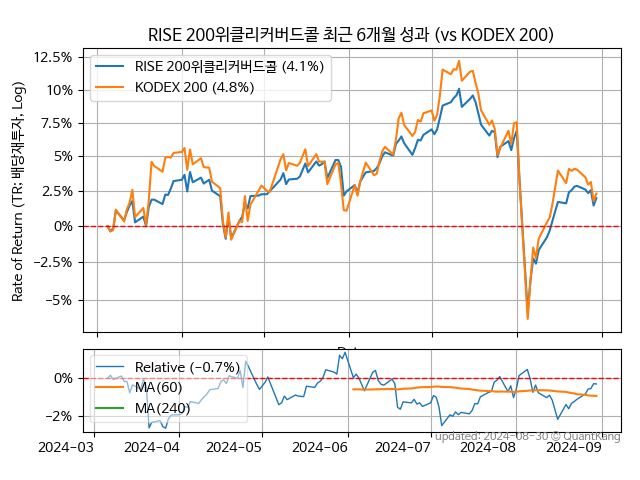 RISE 200위클리커버드콜 최근 6개월 성과 (vs KODEX 200)
Rate of Return (TR: 배당재투자, Log)
12.5%
10%
7.5%
5%
2.5%
0%
−2.5%
−5%
RISE 200위클리커버드콜 (4.1%)
KODEX 200 (4.8%)
0%
−2%
Relative (−0.7%)
MA(60)
MA(240)
2024−03
2024−04
2024−05
2024−06
2024−07
2024−08
2024−09
updated: 2024−08−30 © QuantKang